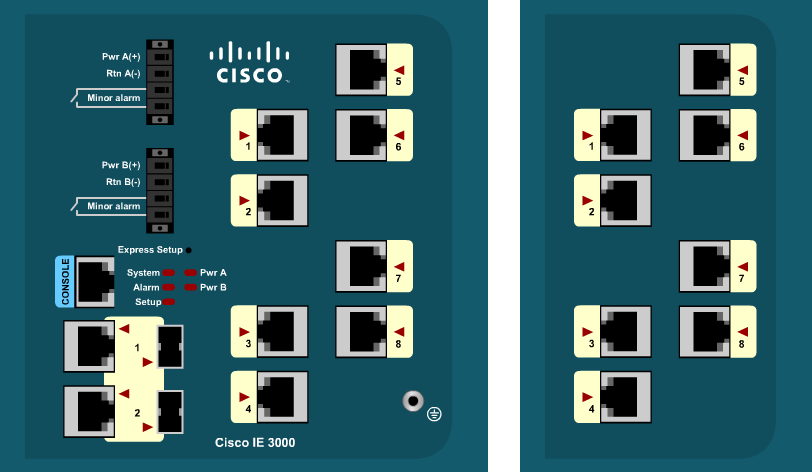 Pwr A(+)
Rtn A(-)
Minor alarm
CISCO™
5
1
6
2
Pwr B(+)
Rtn B(-)
Minor alarm
Express Setup
CONSOLE
System
Pwr A
Alarm
Pwr B
Setup
7
1
3
8
2
4
Cisco IE 3000
5
1
6
2
7
3
8
4